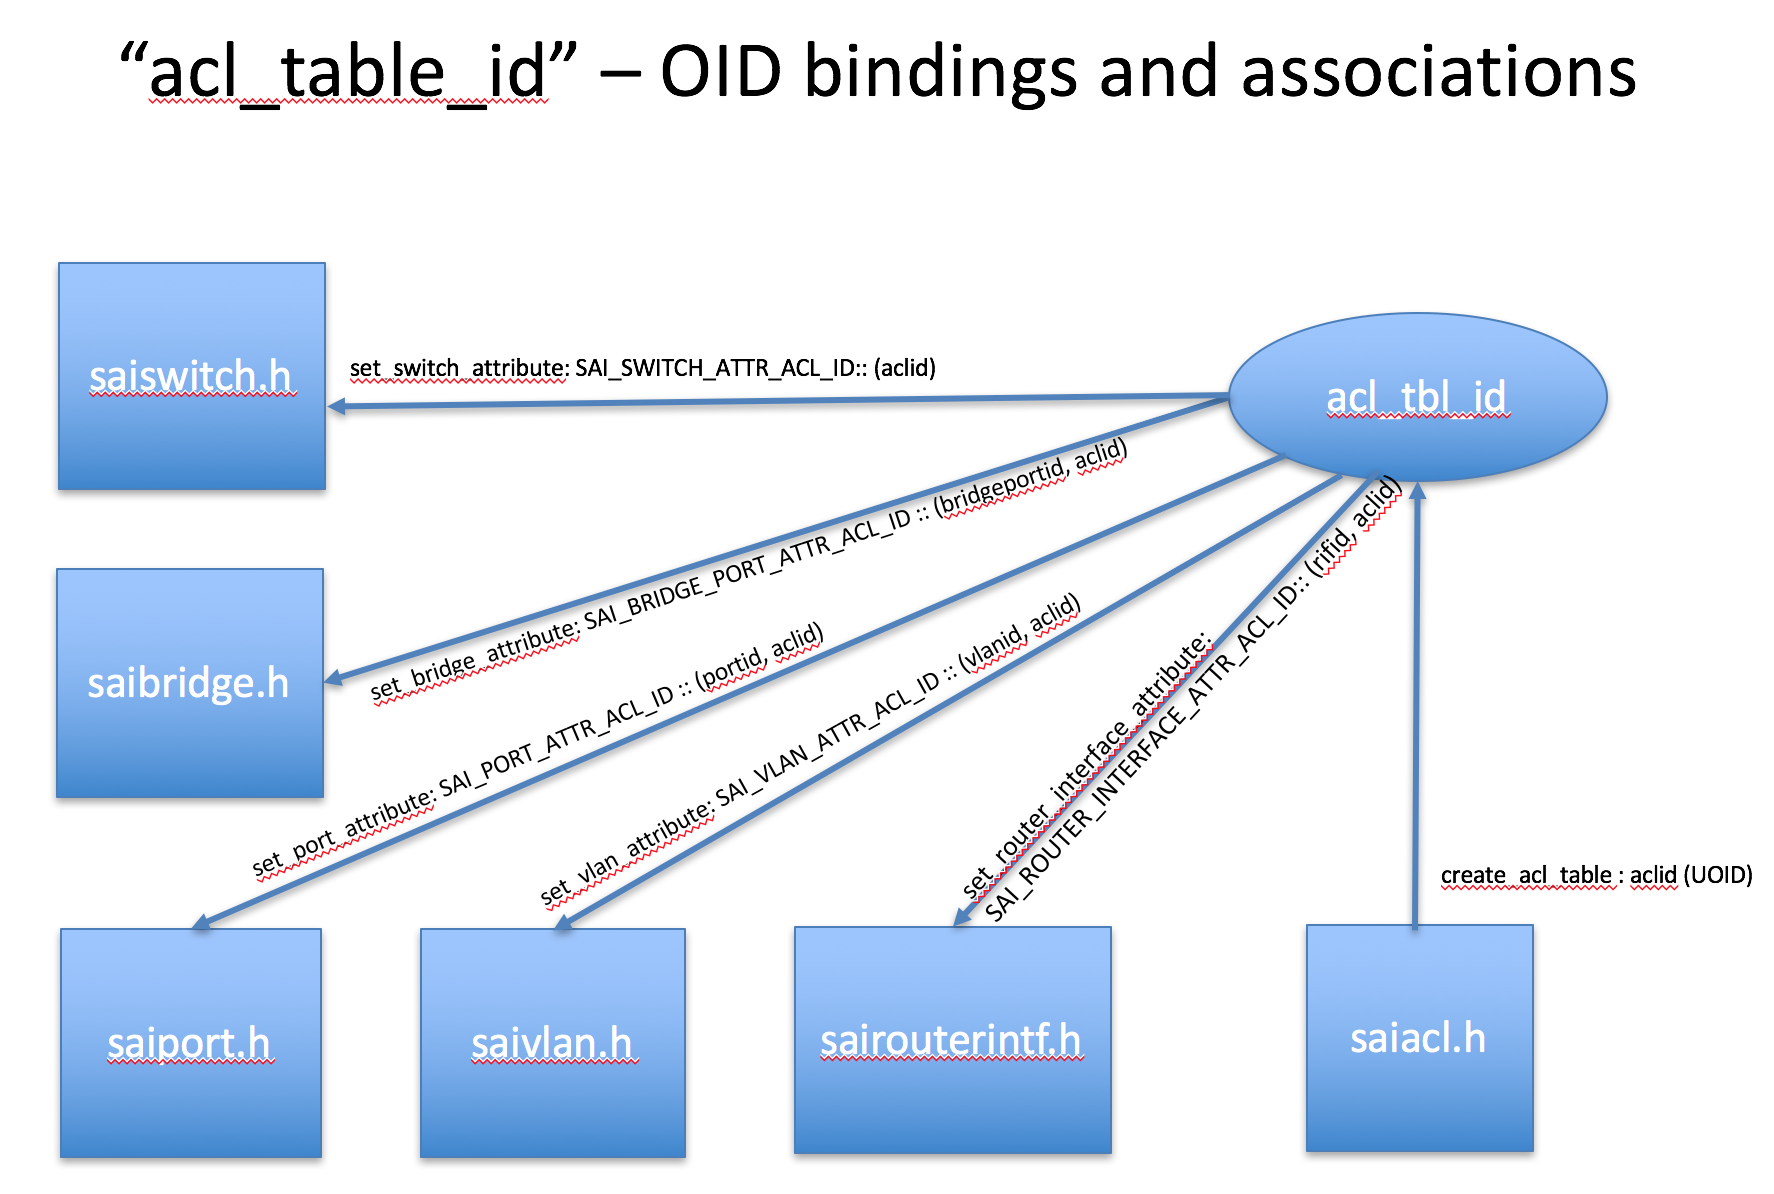 “acl_table_id” – OID bindings and associations
saiswitch.h
set_switch_attribute: SAI_SWITCH_ATTR_ACL_ID:: (aclid)
acl_tbl_id
set_bridge_attribute: SAI_BRIDGE_PORT_ATTR_ACL_ID :: (bridgeportid, aclid)
saibridge.h
set_port_attribute: SAI_PORT_ATTR_ACL_ID :: (portid, aclid)
set_vlan_attribute: SAI_VLAN_ATTR_ACL_ID :: (vlanid, aclid)
set_router_interface_attribute:
SAI_ROUTER_INTERFACE_ATTR_ACL_ID:: (rifid, aclid)
create_acl_table : aclid (UOID)
saiport.h
saivlan.h
sairouterintf.h
saiacl.h